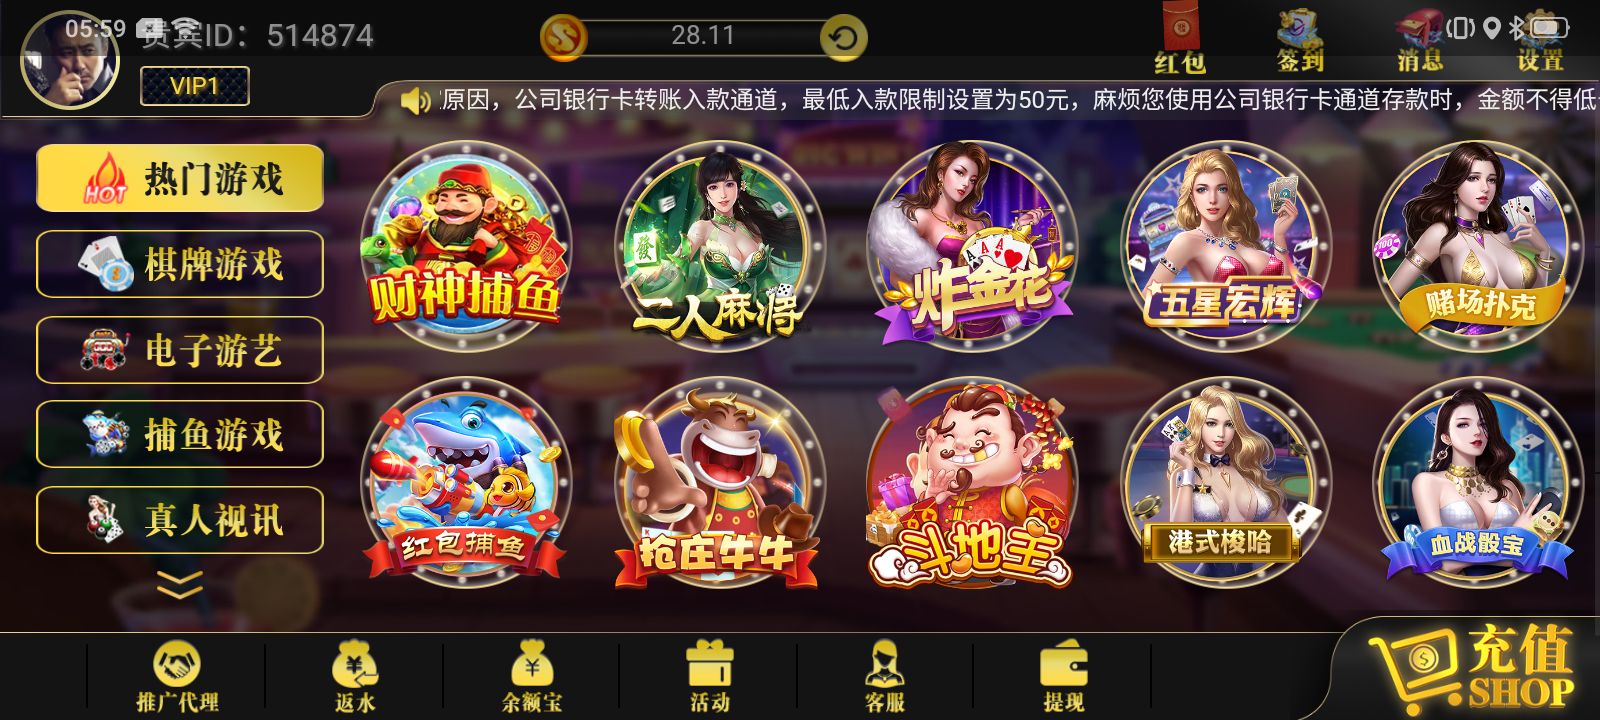 05:59
贵宾ID：514874
VIP1
28.11
红包
签到
消息
设置
原因，公司银行卡转账入款通道，最低入款限制设置为50元，麻烦您使用公司银行卡通道存款时，金额不得低
HOT 热门游戏
棋牌游戏
电子游艺
捕鱼游戏
真人视讯
财神捕鱼
發
二人麻将
A A
炸金花
五星宏辉
100
赌场扑克
红包捕鱼
抢庄牛牛
斗地主
港式梭哈
血战骰宝
推广代理
返水
余额宝
活动
客服
提现
充值
SHOP